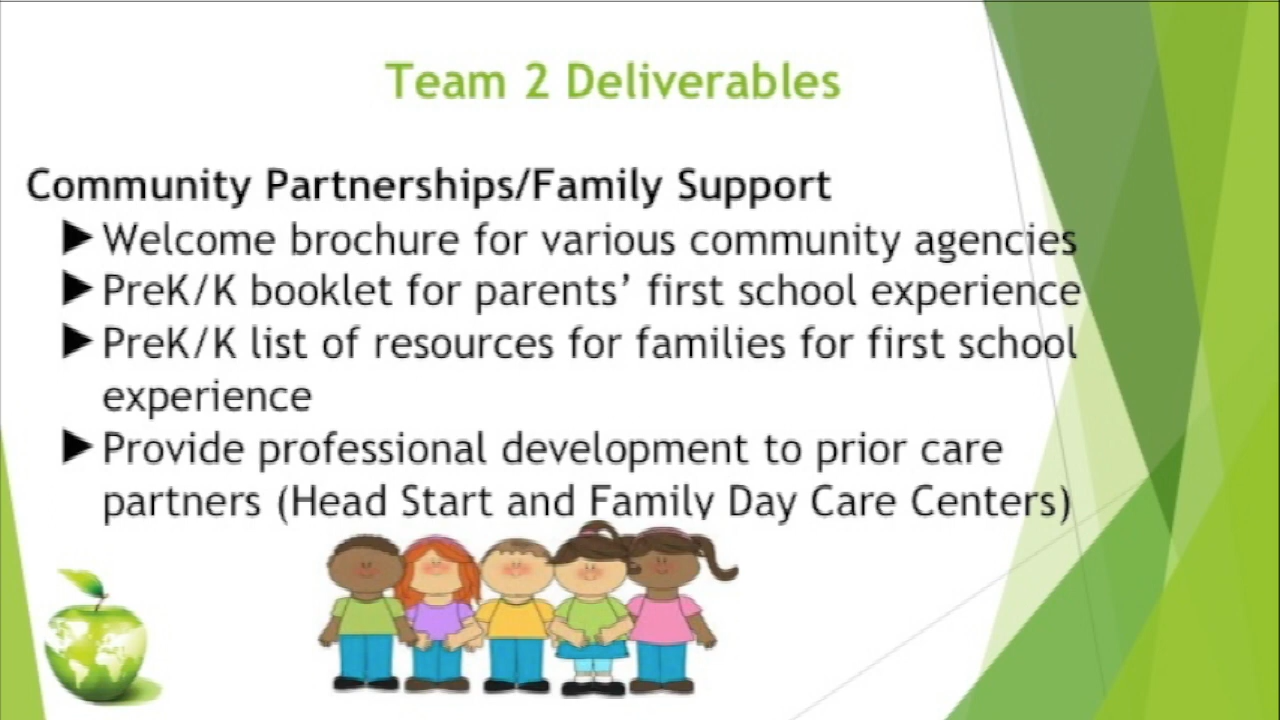 Team 2 Deliverables
Community Partnerships/Family Support
▶Welcome brochure for various community agencies
▶PreK/K booklet for parents’ first school experience
▶PreK/K list of resources for families for first school
experience
▶Provide professional development to prior care
partners (Head Start and Family Day Care Centers)